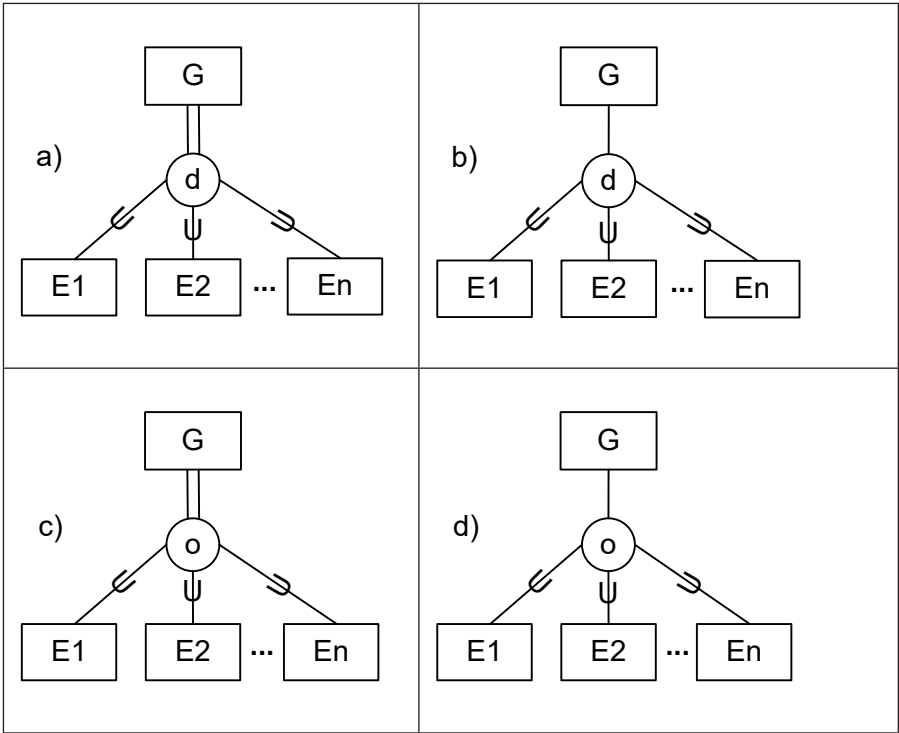 a)
G
d
E1 E2 ... En
b)
G
d
E1 E2 ... En
c)
G
o
E1 E2 ... En
d)
G
o
E1 E2 ... En